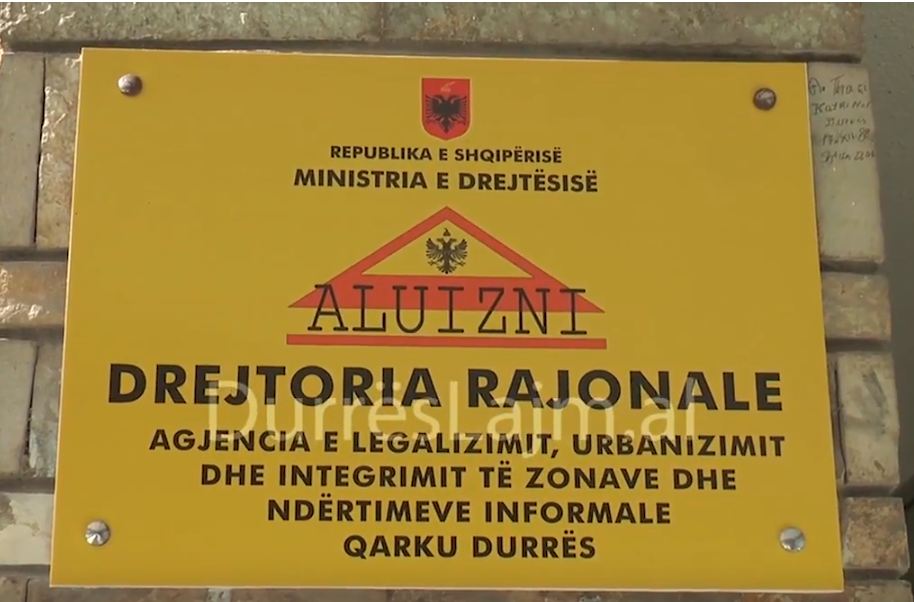 REPUBLIKA E SHQIPËRISË
MINISTRIA E DREJTËSISË
ALUIZNI
DREJTORIA RAJONALE
DurrësLajm.al
AGJENCIA E LEGALIZIMIT, URBANIZIMIT
DHE INTEGRIMIT TË ZONAVE DHE
NDËRTIMEVE INFORMALE
QARKU DURRËS